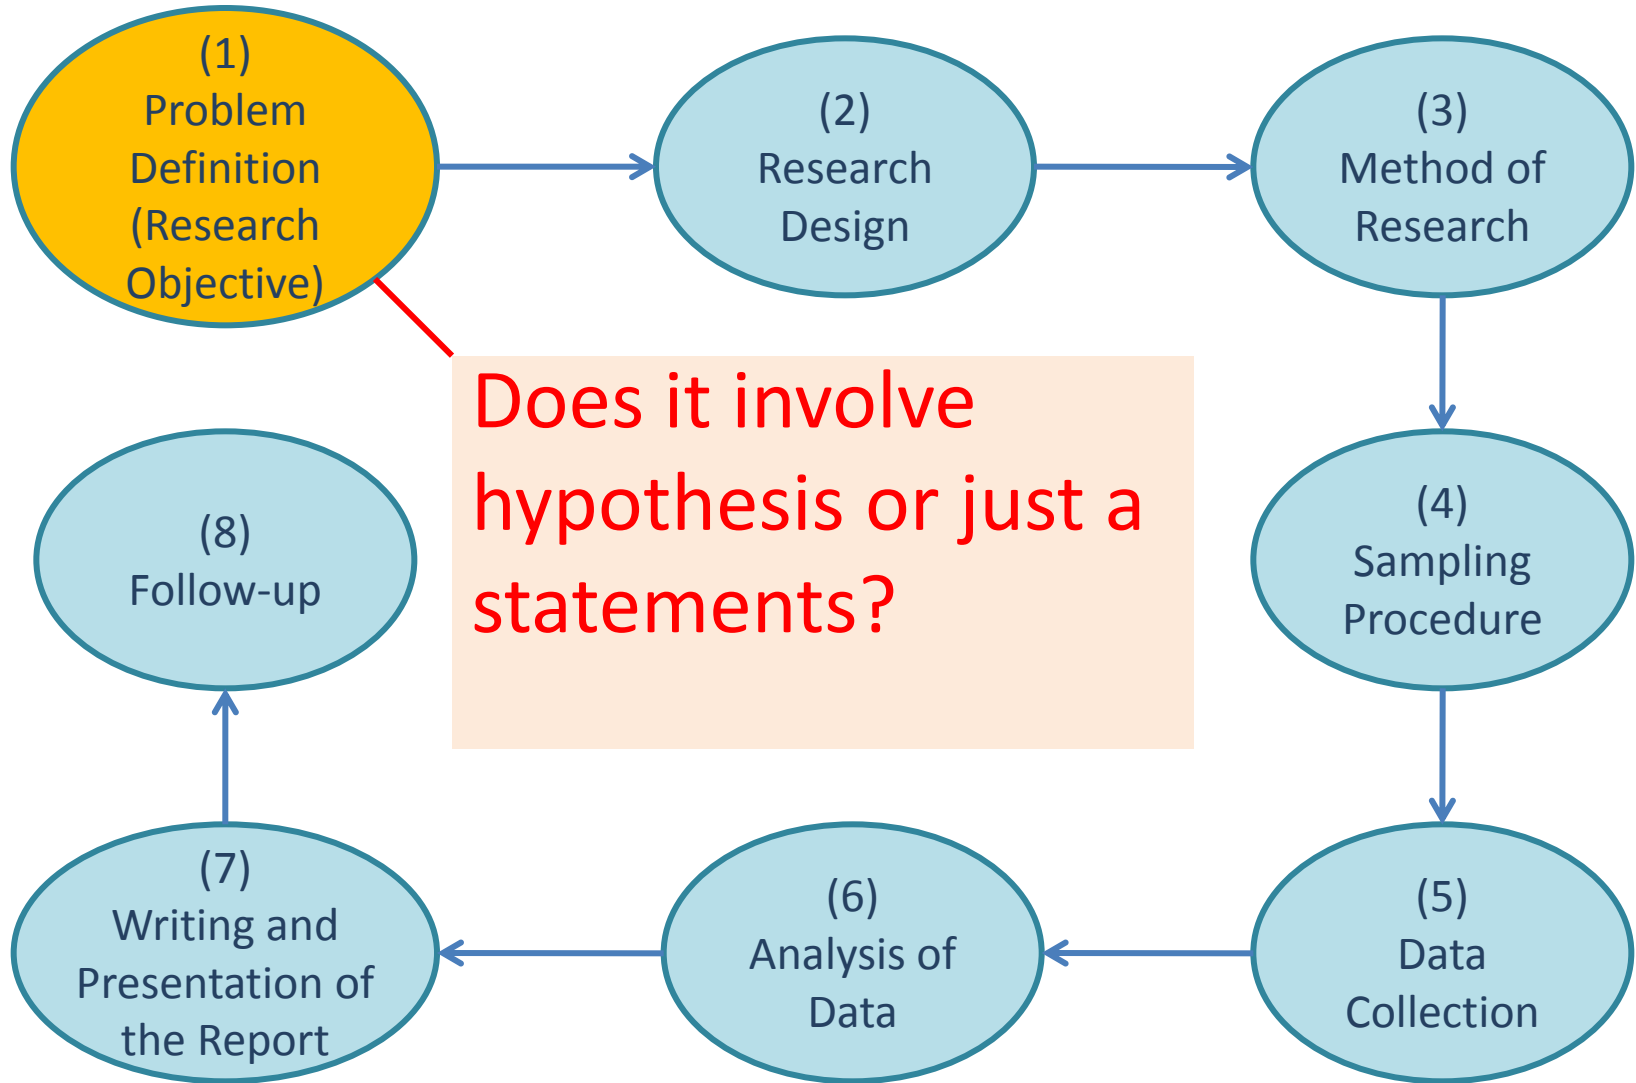 (1)
Problem
Definition
(Research
Objective)
(2)
Research
Design
(3)
Method of
Research
Does it involve
hypothesis or just a
statements?
(4)
Sampling
Procedure
(5)
Data
Collection
(6)
Analysis of
Data
(7)
Writing and
Presentation of
the Report
(8)
Follow-up